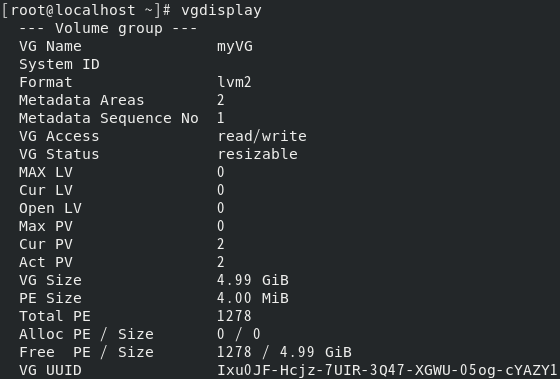 [root@localhost ~]# vgdisplay
--- Volume group ---
VG Name myVG
System ID
Format lvm2
Metadata Areas 2
Metadata Sequence No 1
VG Access read/write
VG Status resizable
MAX LV 0
Cur LV 0
Open LV 0
Max PV 0
Cur PV 2
Act PV 2
VG Size 4.99 GiB
PE Size 4.00 MiB
Total PE 1278
Alloc PE / Size 0 / 0
Free PE / Size 1278 / 4.99 GiB
VG UUID Ixu0JF-Hcjz-7UIR-3Q47-XGWU-05og-cYAZY1